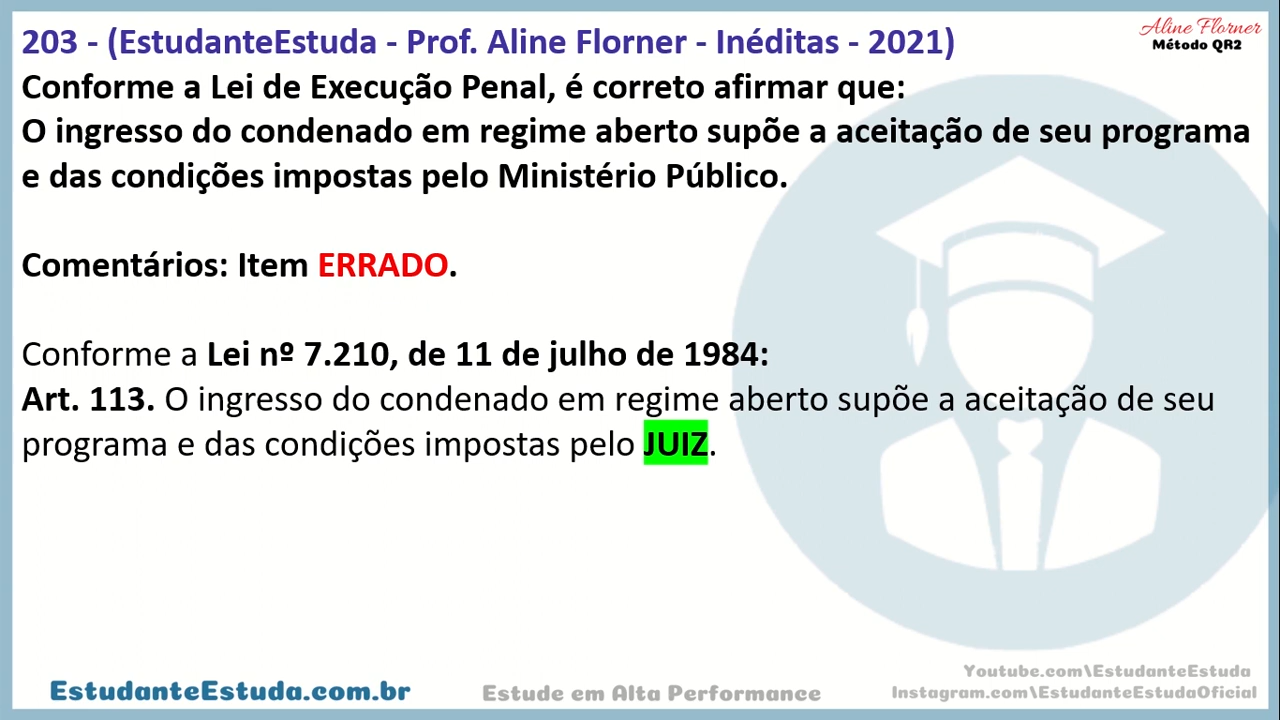 203 - (EstudanteEstuda - Prof. Aline Florner - Inéditas - 2021)
Aline Florner
Método QR2
Conforme a Lei de Execução Penal, é correto afirmar que:
O ingresso do condenado em regime aberto supõe a aceitação de seu programa
e das condições impostas pelo Ministério Público.
Comentários: Item ERRADO.
Conforme a Lei nº 7.210, de 11 de julho de 1984:
Art. 113. O ingresso do condenado em regime aberto supõe a aceitação de seu
programa e das condições impostas pelo JUIZ.
EstudanteEstuda.com.br
Estude em Alta Performance
Youtube.com\EstudanteEstuda
Instagram.com\EstudanteEstudaOficial